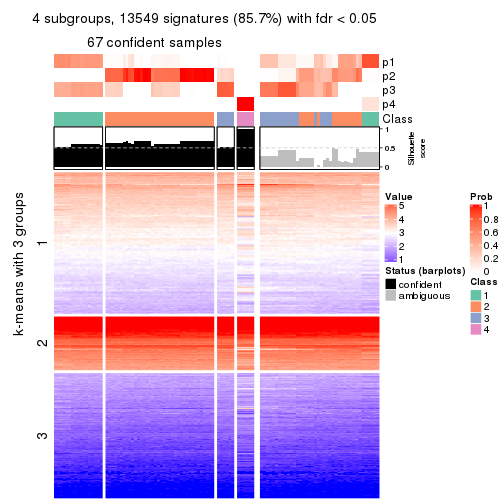 4 subgroups, 13549 signatures (85.7%) with fdr < 0.05
67 confident samples
p1
p2
p3
p4
Class
1
0.5
0
Silhouette
score
k-means with 3 groups
1
2
3
Value
5
4
3
2
1
Status (barplots)
confident
ambiguous
Prob
1
0.8
0.6
0.4
0.2
0
Class
1
2
3
4